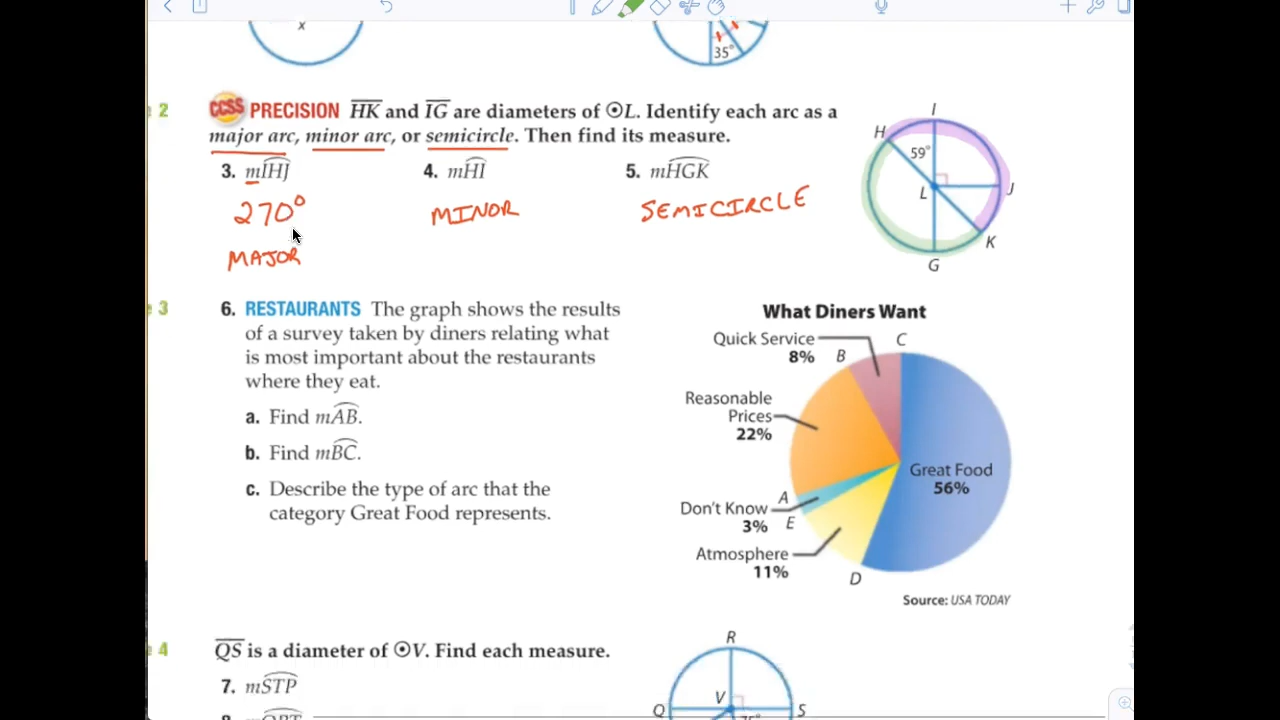 x
35°
2
CCSS PRECISION HK and IG are diameters of ⊙L. Identify each arc as a
major arc, minor arc, or semicircle. Then find its measure.
3. mIHJ
4. mHI
5. mHGK
270°
MAJOR
MINOR
SEMICIRCLE
I
H
59°
L
J
K
G
3
6. RESTAURANTS The graph shows the results
of a survey taken by diners relating what
is most important about the restaurants
where they eat.
a. Find mAB.
b. Find mBC.
c. Describe the type of arc that the
category Great Food represents.
What Diners Want
Quick Service
8%
B
C
Reasonable
Prices
22%
Great Food
56%
A
Don't Know
3%
E
Atmosphere
11%
D
Source: USA TODAY
4
QS is a diameter of ⊙V. Find each measure.
7. mSTP
R
V
Q
S